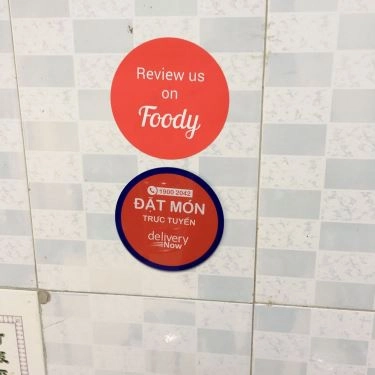 Review us
on
Foody
1900 2042
ĐẶT MÓN
TRỰC TUYẾN
delivery
Now